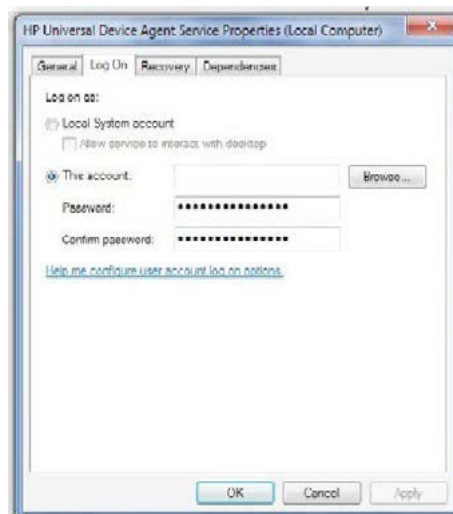 HP Universal Device Agent Service Properties (Local Computer)
General Log On Recovery Dependencies
Log on as:
Local System account
Allow service to interact with desktop
This account:
Browse...
Password: •••••••••••••••
Confirm password: •••••••••••••••
Help me configure user account log on options.
OK Cancel Apply